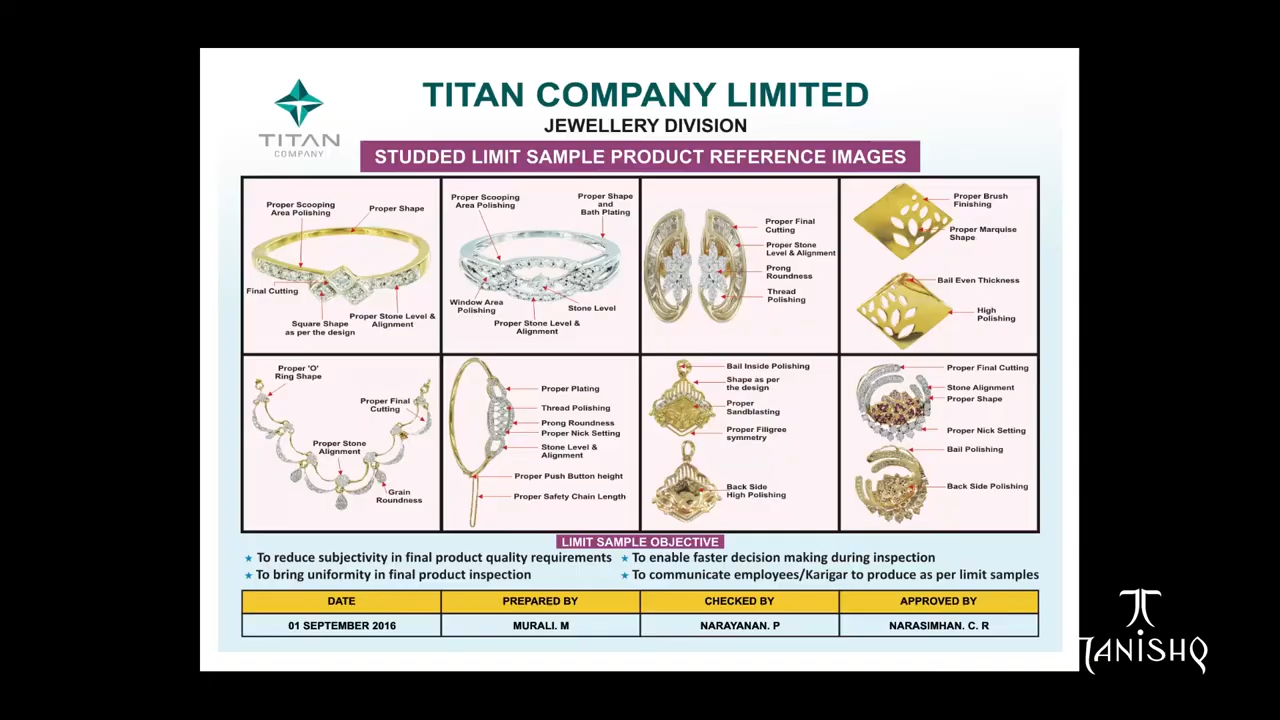 TITAN
COMPANY
TITAN COMPANY LIMITED
JEWELLERY DIVISION
STUDDED LIMIT SAMPLE PRODUCT REFERENCE IMAGES
Proper Scooping
Area Polishing
Proper Shape
Final Cutting
Square Shape
as per the design
Proper Stone Level &
Alignment
Proper Scooping
Area Polishing
Proper Shape
and
Bath Plating
Window Area
Polishing
Stone Level
Proper Stone Level &
Alignment
Proper Final
Cutting
Proper Stone
Level & Alignment
Prong
Roundness
Thread
Polishing
Proper Brush
Finishing
Proper Marquise
Shape
Bail Even Thickness
High
Polishing
Proper 'O'
Ring Shape
Proper Final
Cutting
Proper Stone
Alignment
Grain
Roundness
Proper Plating
Thread Polishing
Prong Roundness
Proper Nick Setting
Stone Level &
Alignment
Proper Push Button height
Proper Safety Chain Length
Bail Inside Polishing
Shape as per
the design
Proper
Sandblasting
Proper Filigree
symmetry
Back Side
High Polishing
Proper Final Cutting
Stone Alignment
Proper Shape
Proper Nick Setting
Bail Polishing
Back Side Polishing
LIMIT SAMPLE OBJECTIVE
★ To reduce subjectivity in final product quality requirements
★ To enable faster decision making during inspection
★ To bring uniformity in final product inspection
★ To communicate employees/Karigar to produce as per limit samples
DATE PREPARED BY CHECKED BY APPROVED BY
01 SEPTEMBER 2016 MURALI. M NARAYANAN. P NARASIMHAN. C. R
TANISHQ